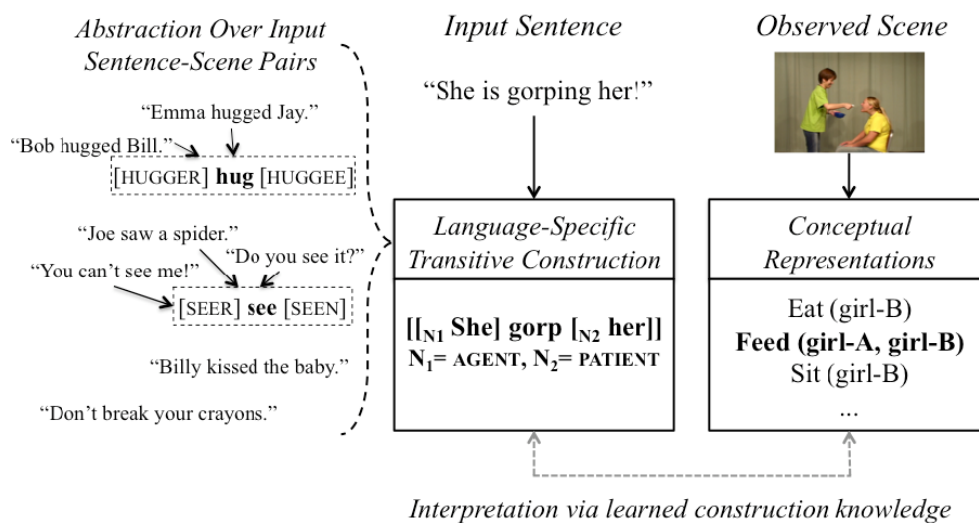 Abstraction Over Input
Sentence-Scene Pairs
“Emma hugged Jay.”
“Bob hugged Bill.”
[HUGGER] hug [HUGGEE]
“Joe saw a spider.”
“Do you see it?”
“You can’t see me!”
[SEER] see [SEEN]
“Billy kissed the baby.”
“Don’t break your crayons.”
Input Sentence
“She is gorping her!”
Language-Specific
Transitive Construction
[[N1 She] gorp [N2 her]]
N1= AGENT, N2= PATIENT
Observed Scene
Conceptual
Representations
Eat (girl-B)
Feed (girl-A, girl-B)
Sit (girl-B)
...
Interpretation via learned construction knowledge